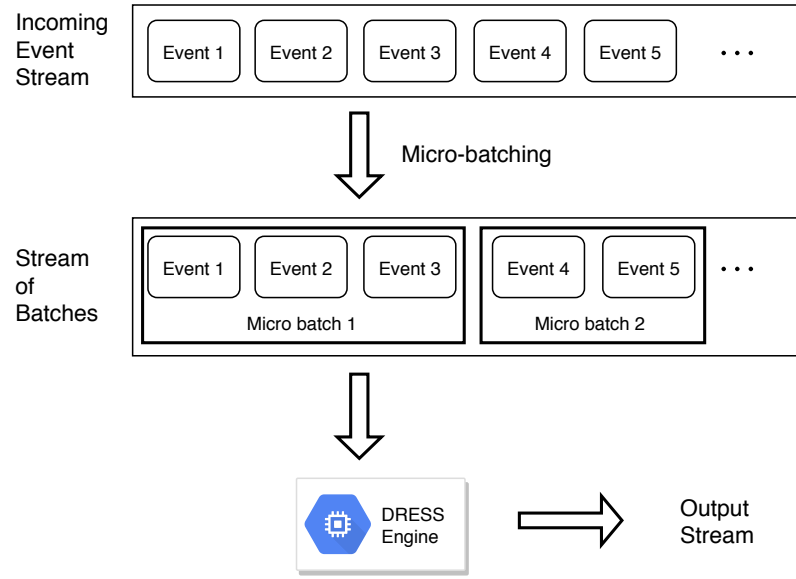 Incoming
Event
Stream
Event 1
Event 2
Event 3
Event 4
Event 5
...
Micro-batching
Stream
of
Batches
Event 1
Event 2
Event 3
Event 4
Event 5
...
Micro batch 1
Micro batch 2
DRESS
Engine
Output
Stream